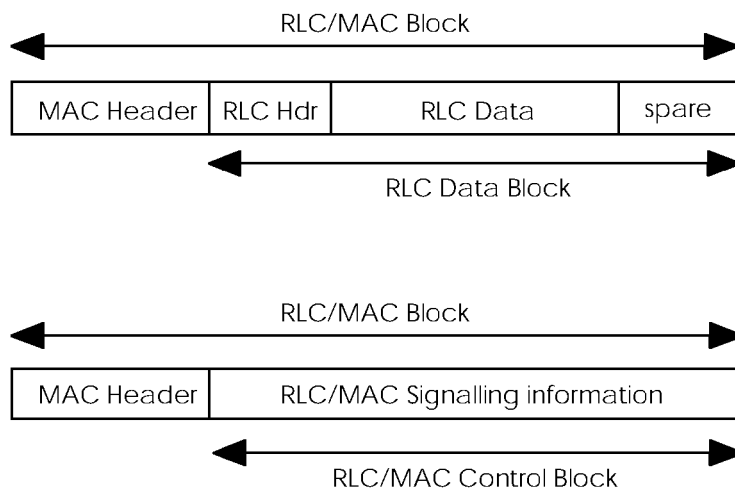 RLC/MAC Block
MAC Header RLC Hdr RLC Data spare
RLC Data Block
RLC/MAC Block
MAC Header RLC/MAC Signalling information
RLC/MAC Control Block